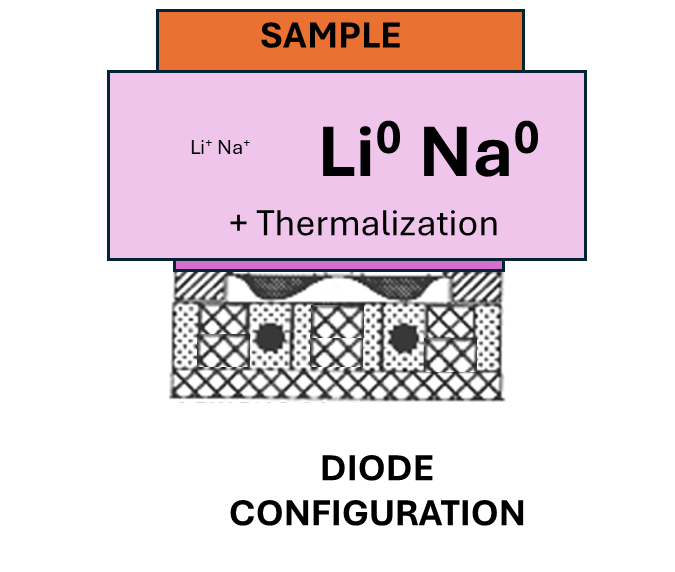 SAMPLE
Li⁺ Na⁺
Li⁰ Na⁰
+ Thermalization
DIODE
CONFIGURATION